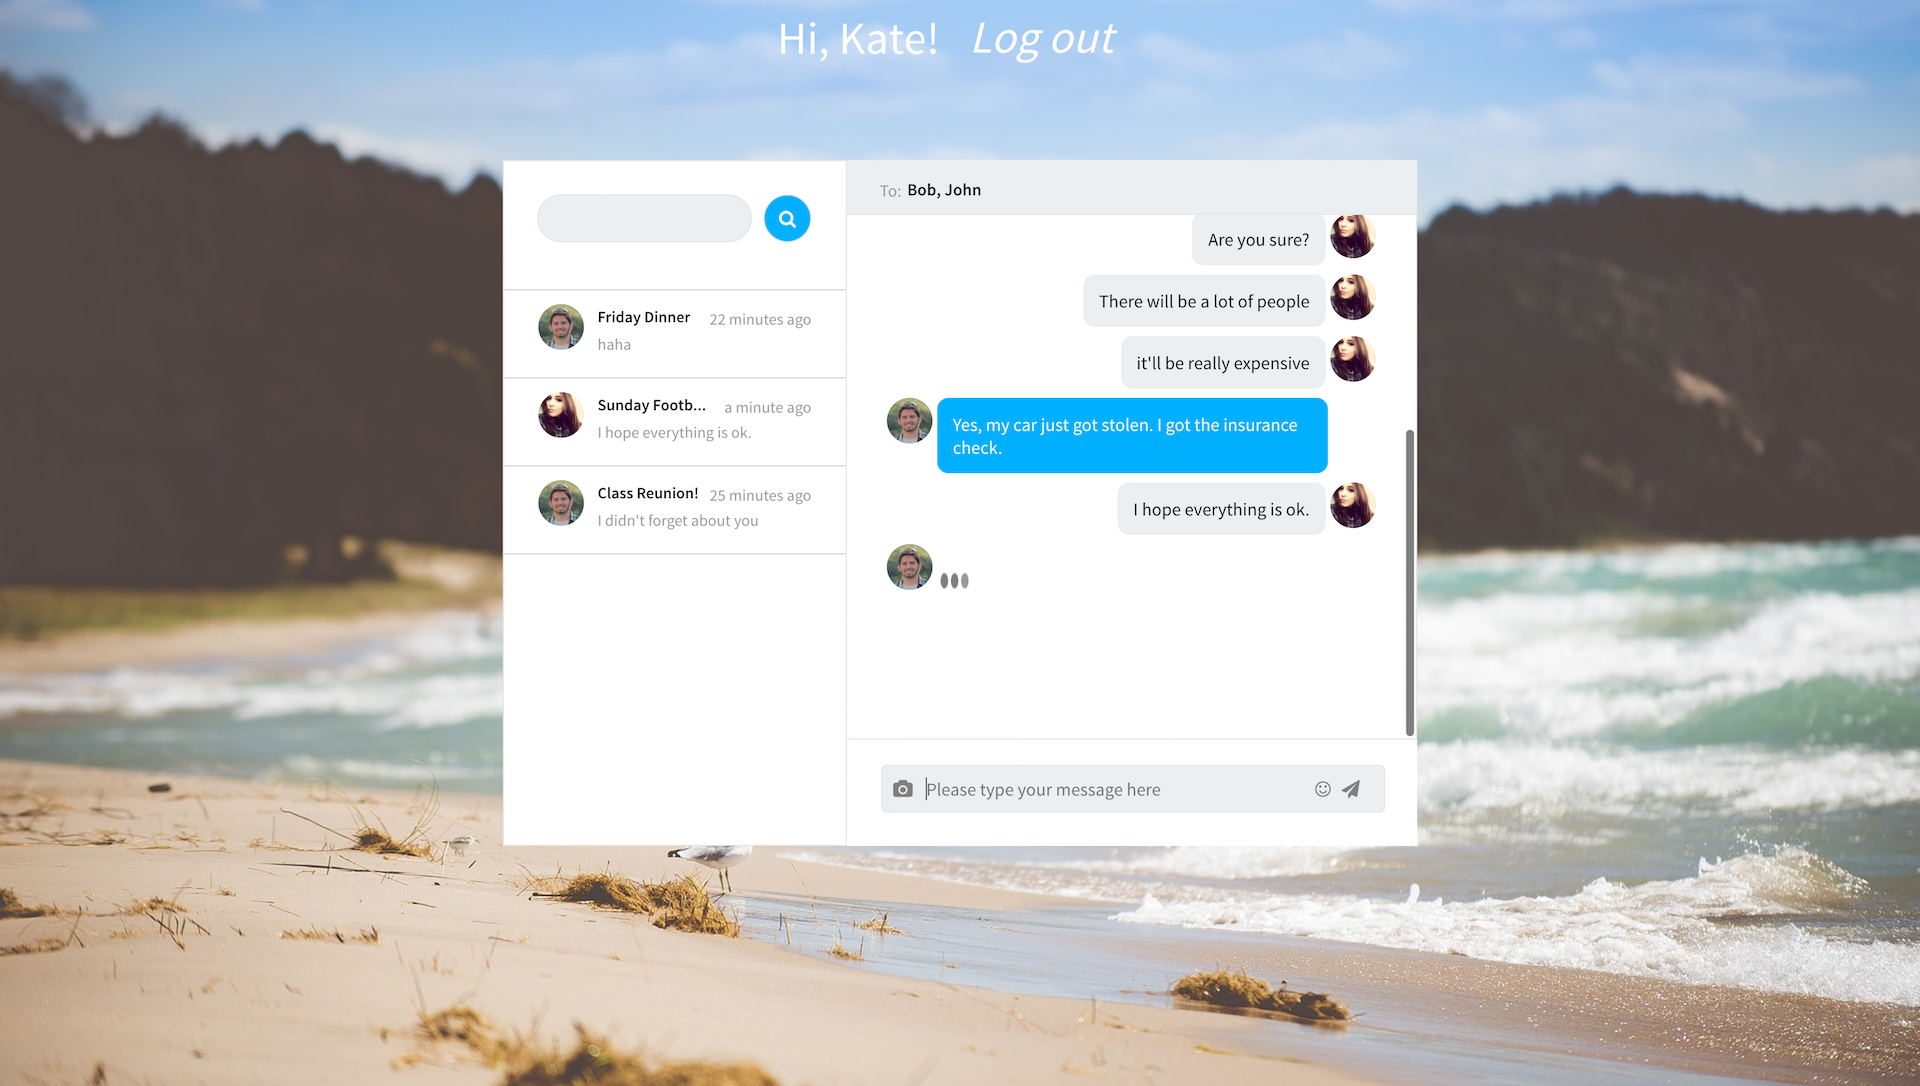 Hi, Kate! Log out
To: Bob, John
Friday Dinner 22 minutes ago
haha
Sunday Footb... a minute ago
I hope everything is ok.
Class Reunion! 25 minutes ago
I didn't forget about you
Are you sure?
There will be a lot of people
it'll be really expensive
Yes, my car just got stolen. I got the insurance
check.
I hope everything is ok.
Please type your message here